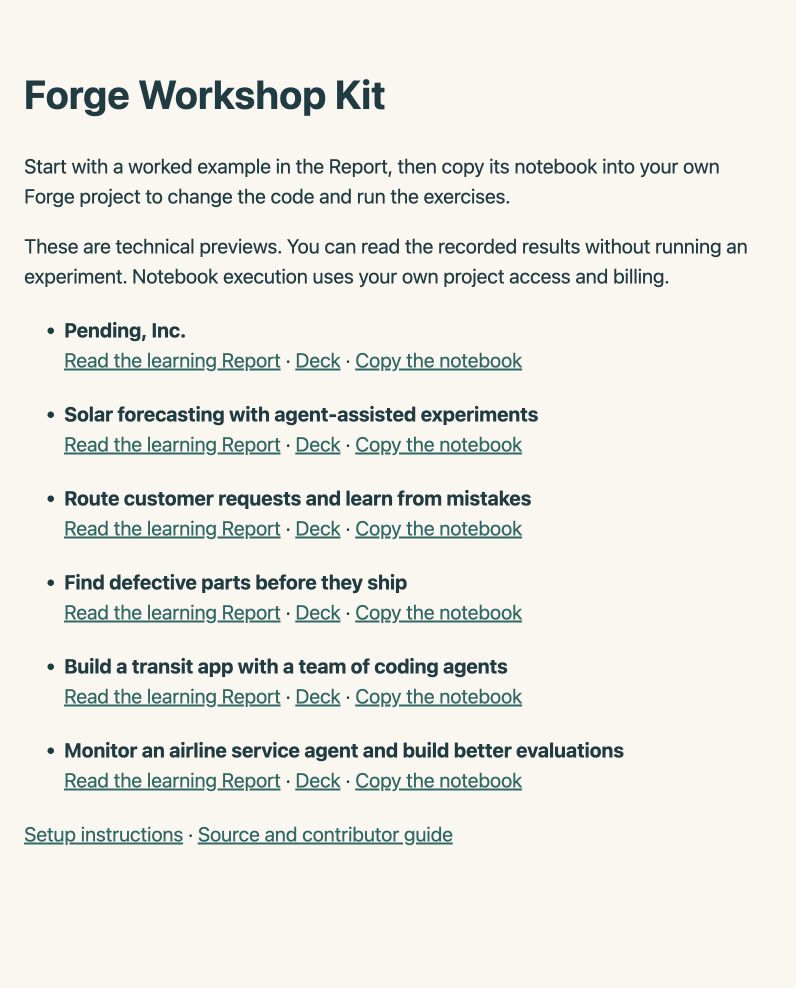 Forge Workshop Kit
Start with a worked example in the Report, then copy its notebook into your own
Forge project to change the code and run the exercises.
These are technical previews. You can read the recorded results without running an
experiment. Notebook execution uses your own project access and billing.
• Pending, Inc.
Read the learning Report · Deck · Copy the notebook
• Solar forecasting with agent-assisted experiments
Read the learning Report · Deck · Copy the notebook
• Route customer requests and learn from mistakes
Read the learning Report · Deck · Copy the notebook
• Find defective parts before they ship
Read the learning Report · Deck · Copy the notebook
• Build a transit app with a team of coding agents
Read the learning Report · Deck · Copy the notebook
• Monitor an airline service agent and build better evaluations
Read the learning Report · Deck · Copy the notebook
Setup instructions · Source and contributor guide